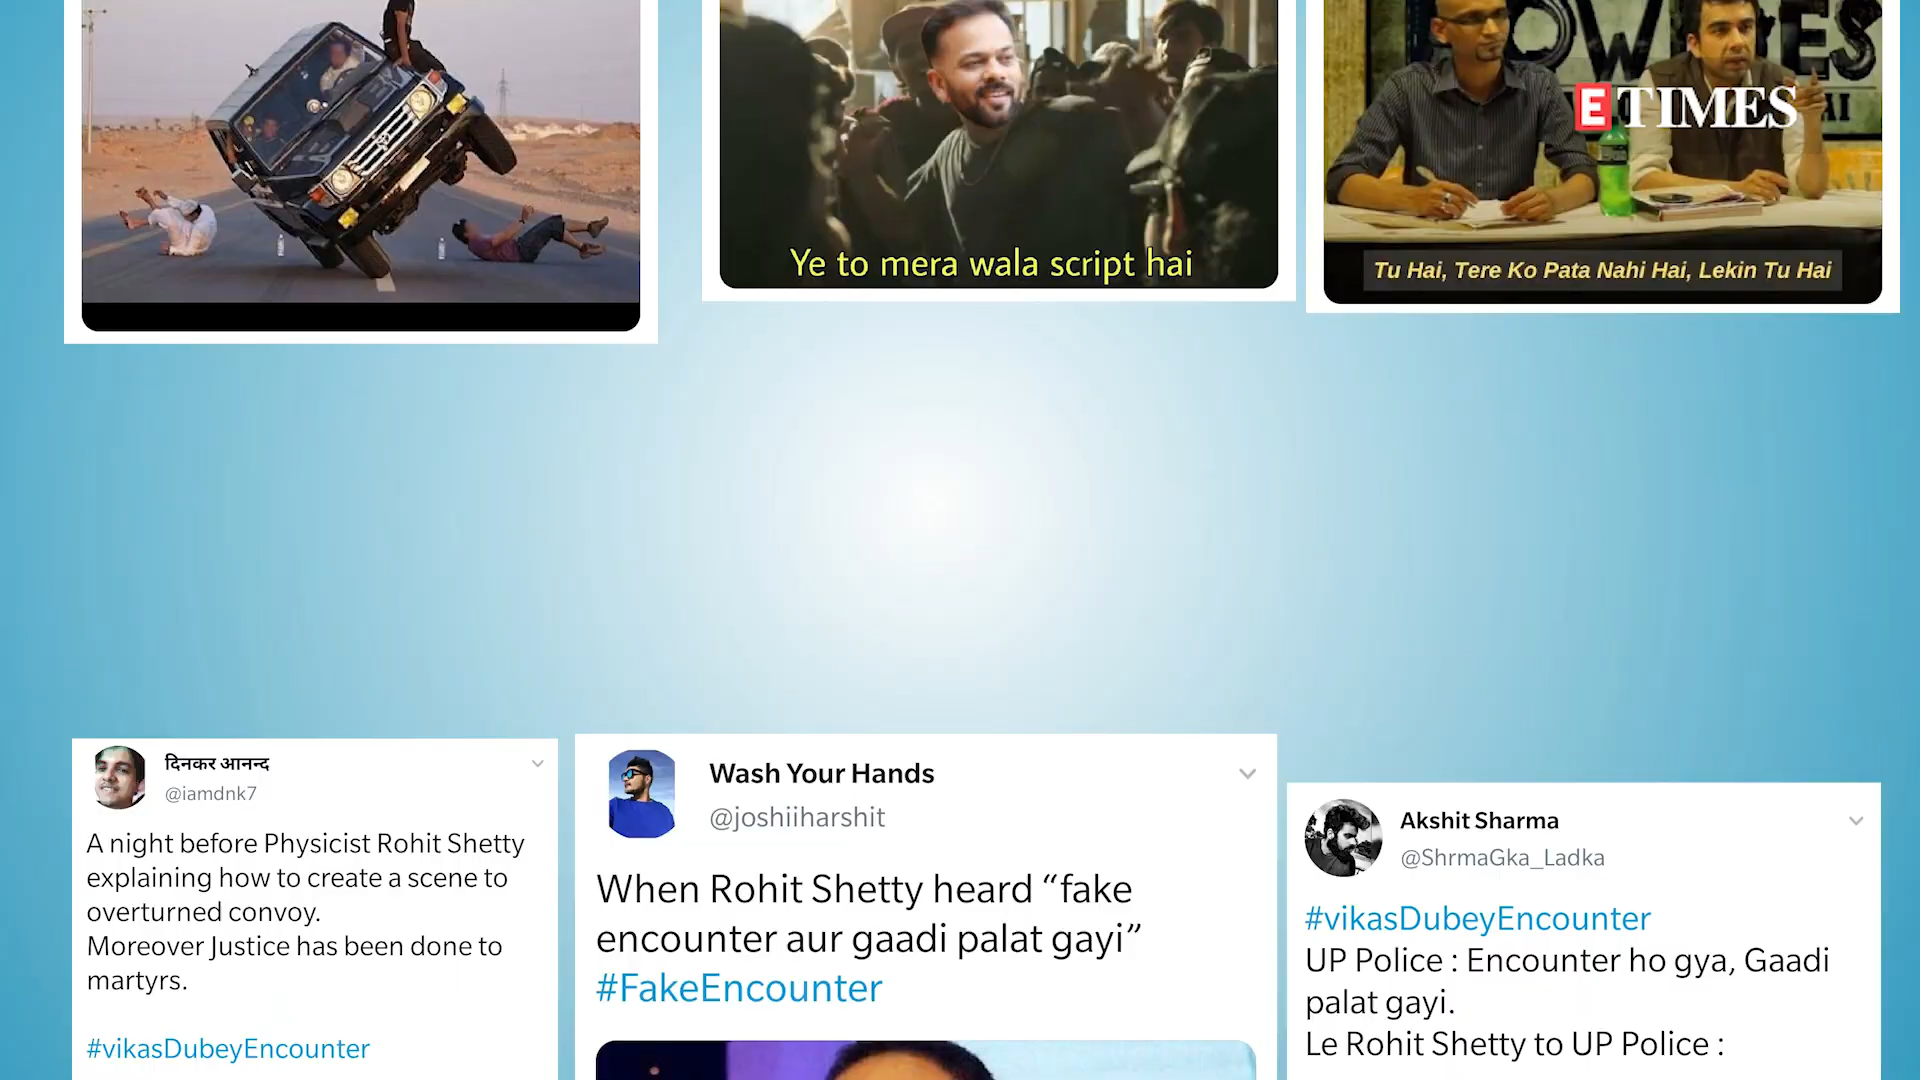 Ye to mera wala script hai
ETIMES
Tu Hai, Tere Ko Pata Nahi Hai, Lekin Tu Hai
दिनकर आनन्द
@iamdnk7
A night before Physicist Rohit Shetty
explaining how to create a scene to
overturned convoy.
Moreover Justice has been done to
martyrs.
#vikasDubeyEncounter
Wash Your Hands
@joshiiharshit
When Rohit Shetty heard “fake
encounter aur gaadi palat gayi”
#FakeEncounter
Akshit Sharma
@ShrmaGka_Ladka
#vikasDubeyEncounter
UP Police : Encounter ho gya, Gaadi
palat gayi.
Le Rohit Shetty to UP Police :